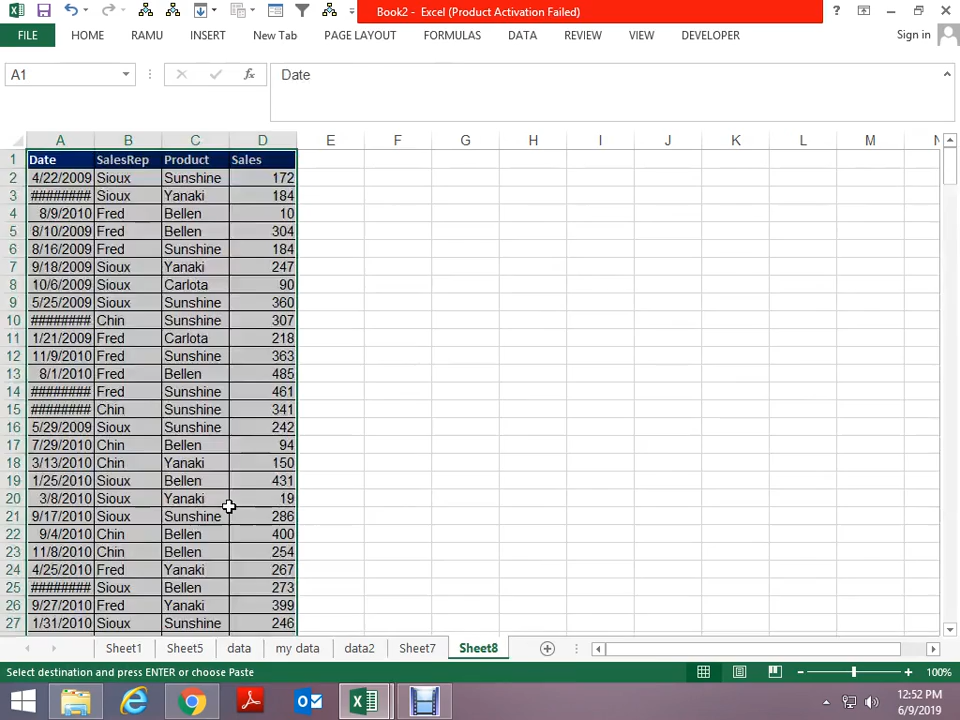 Book2 - Excel (Product Activation Failed)
FILE HOME RAMU INSERT New Tab PAGE LAYOUT FORMULAS DATA REVIEW VIEW DEVELOPER Sign in
A1 fx Date
A B C D E F G H I J K L M N
1 Date SalesRep Product Sales
2 4/22/2009 Sioux Sunshine 172
3 ######## Sioux Yanaki 184
4 8/9/2010 Fred Bellen 10
5 8/10/2009 Fred Bellen 304
6 8/16/2009 Fred Sunshine 184
7 9/18/2009 Sioux Yanaki 247
8 10/6/2009 Sioux Carlota 90
9 5/25/2009 Sioux Sunshine 360
10 ######## Chin Sunshine 307
11 1/21/2009 Fred Carlota 218
12 11/9/2010 Fred Sunshine 363
13 8/1/2010 Fred Bellen 485
14 ######## Fred Sunshine 461
15 ######## Chin Sunshine 341
16 5/29/2009 Sioux Sunshine 242
17 7/29/2010 Chin Bellen 94
18 3/13/2010 Chin Yanaki 150
19 1/25/2010 Sioux Bellen 431
20 3/8/2010 Sioux Yanaki 19
21 9/17/2010 Sioux Sunshine 286
22 9/4/2010 Chin Bellen 400
23 11/8/2010 Chin Bellen 254
24 4/25/2010 Fred Yanaki 267
25 ######## Sioux Bellen 273
26 9/27/2010 Fred Yanaki 399
27 1/31/2010 Sioux Sunshine 246
Sheet1 Sheet5 data my data data2 Sheet7 Sheet8
Select destination and press ENTER or choose Paste 100%
12:52 PM
6/9/2019